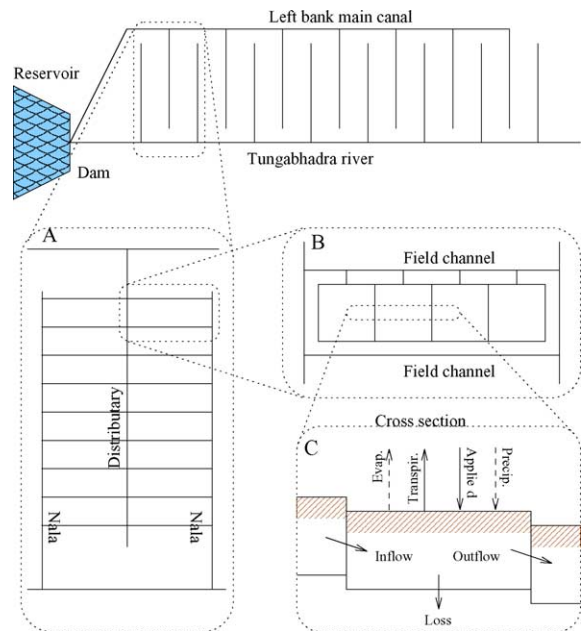 Left bank main canal
Reservoir
Dam
Tungabhadra river
A
Distributary
Nala
Nala
B
Field channel
Field channel
Cross section
C
Evap.
Transpir.
Applie d
Precip.
Inflow
Outflow
Loss